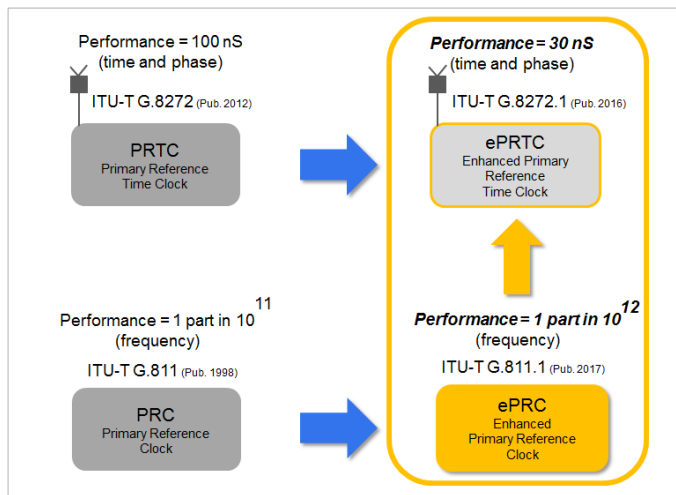 Performance = 100 nS
(time and phase)
ITU-T G.8272 (Pub. 2012)
PRTC
Primary Reference
Time Clock
Performance = 30 nS
(time and phase)
ITU-T G.8272.1 (Pub. 2016)
ePRTC
Enhanced Primary
Reference
Time Clock
Performance = 1 part in 10^11
(frequency)
ITU-T G.811 (Pub. 1998)
PRC
Primary Reference
Clock
Performance = 1 part in 10^12
(frequency)
ITU-T G.811.1 (Pub. 2017)
ePRC
Enhanced
Primary Reference
Clock